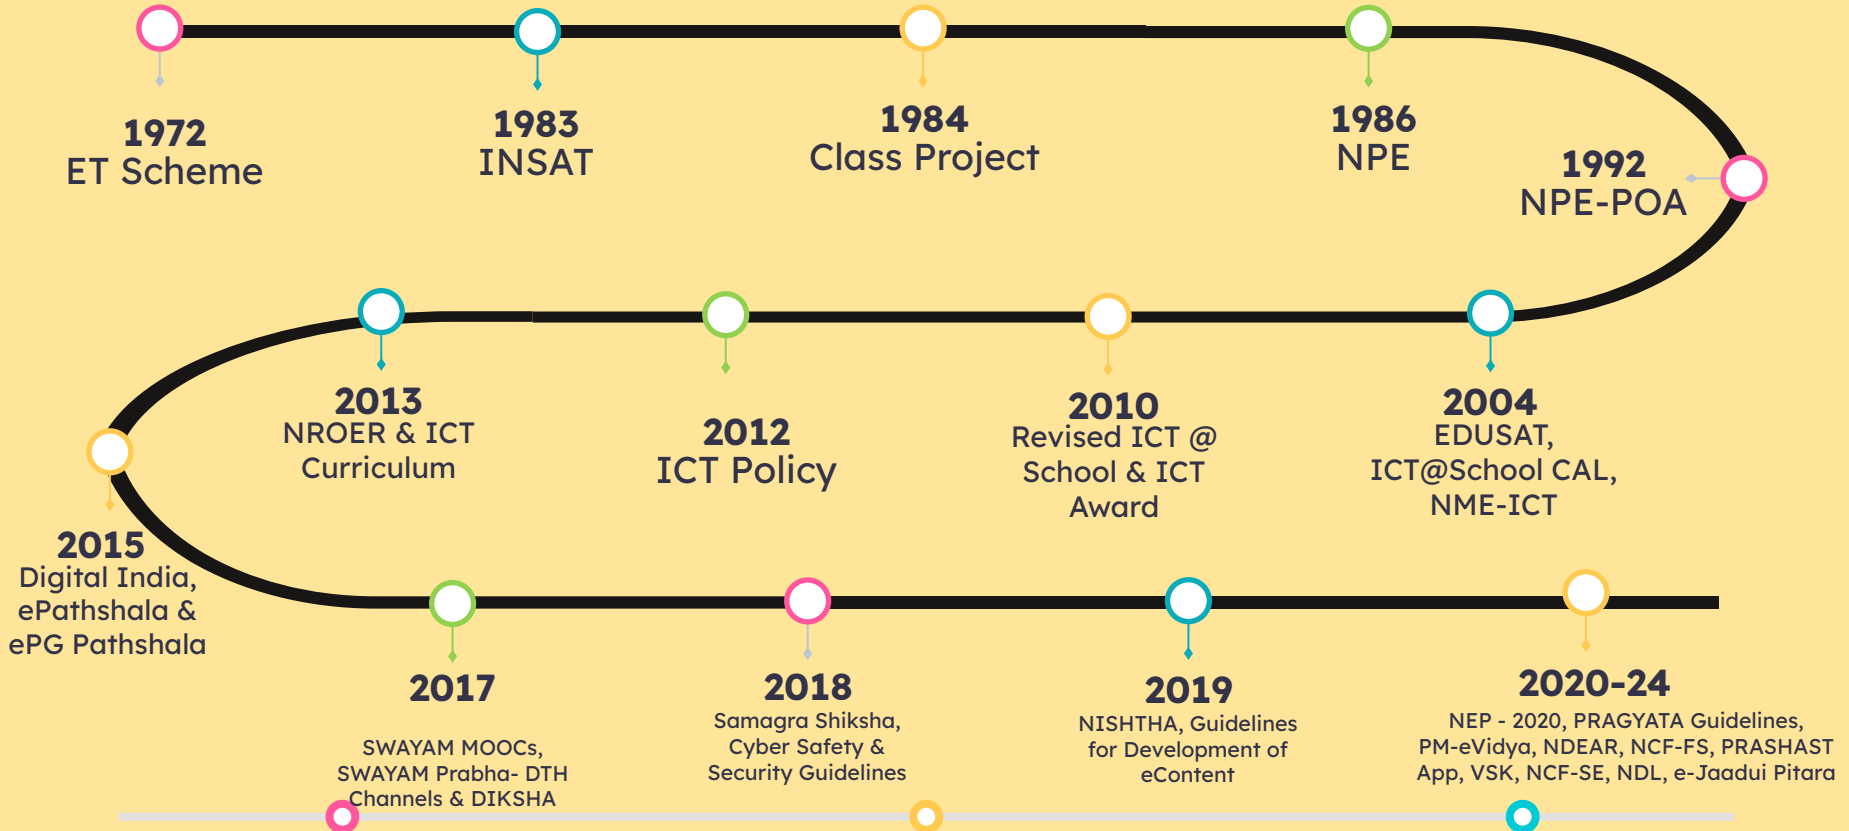 1972
ET Scheme
1983
INSAT
1984
Class Project
1986
NPE
1992
NPE-POA
2004
EDUSAT,
ICT@School CAL,
NME-ICT
2010
Revised ICT @
School & ICT
Award
2012
ICT Policy
2013
NROER & ICT
Curriculum
2015
Digital India,
ePathshala &
ePG Pathshala
2017
SWAYAM MOOCs,
SWAYAM Prabha- DTH
Channels & DIKSHA
2018
Samagra Shiksha,
Cyber Safety &
Security Guidelines
2019
NISHTHA, Guidelines
for Development of
eContent
2020-24
NEP - 2020, PRAGYATA Guidelines,
PM-eVidya, NDEAR, NCF-FS, PRASHAST
App, VSK, NCF-SE, NDL, e-Jaadui Pitara